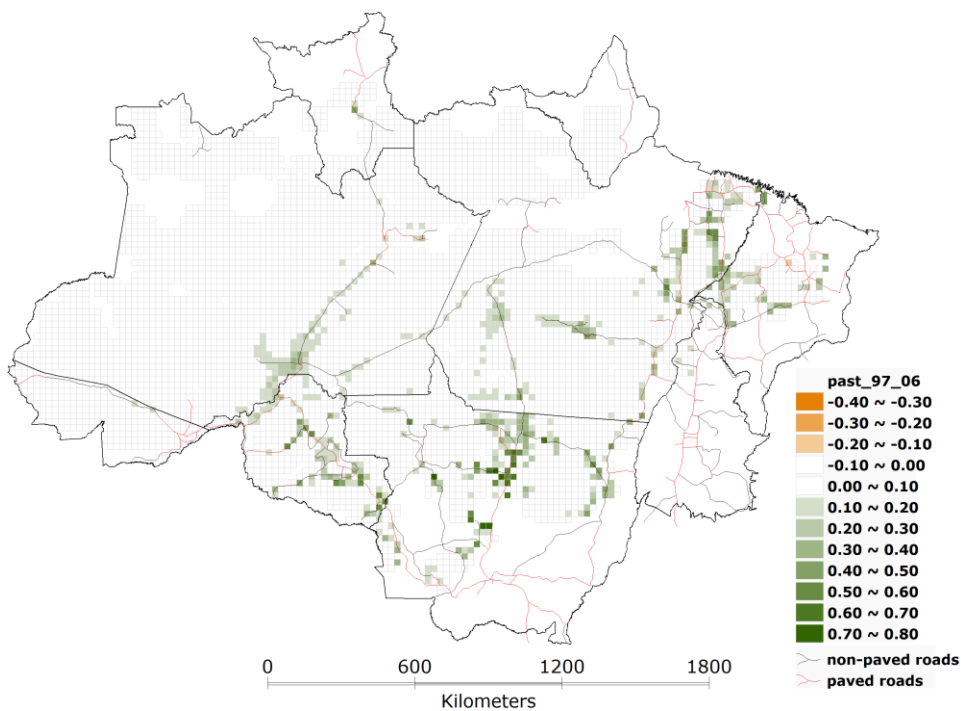 past_97_06
-0.40 ~ -0.30
-0.30 ~ -0.20
-0.20 ~ -0.10
-0.10 ~ 0.00
0.00 ~ 0.10
0.10 ~ 0.20
0.20 ~ 0.30
0.30 ~ 0.40
0.40 ~ 0.50
0.50 ~ 0.60
0.60 ~ 0.70
0.70 ~ 0.80
non-paved roads
paved roads
0 600 1200 1800
Kilometers